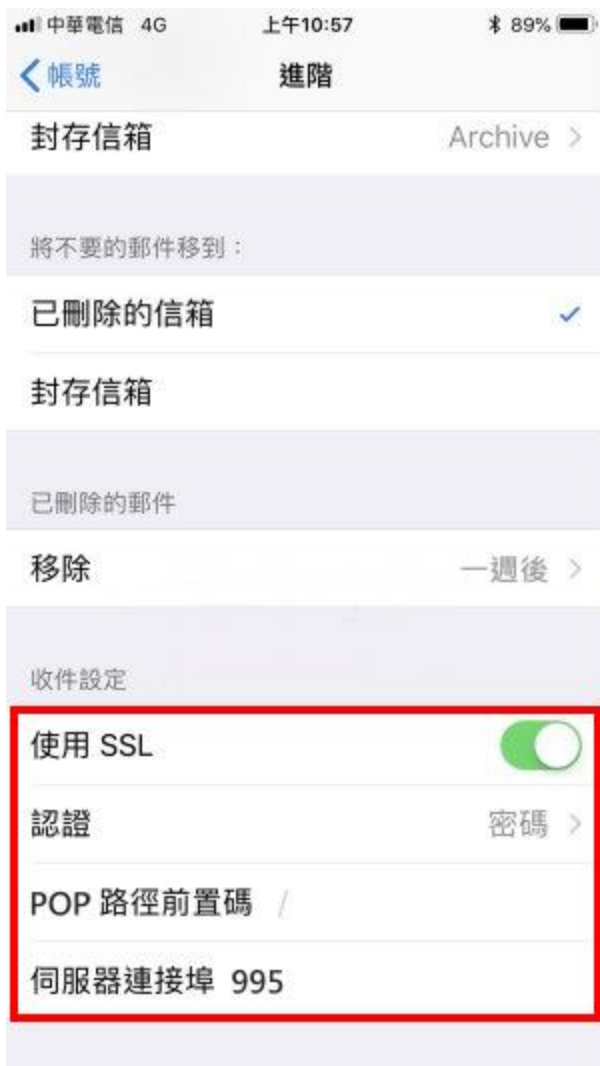 中華電信 4G 上午10:57 89%
帳號 進階
封存信箱 Archive
將不要的郵件移到：
已刪除的信箱
封存信箱
已刪除的郵件
移除 一週後
收件設定
使用 SSL
認證 密碼
POP 路徑前置碼 /
伺服器連接埠 995